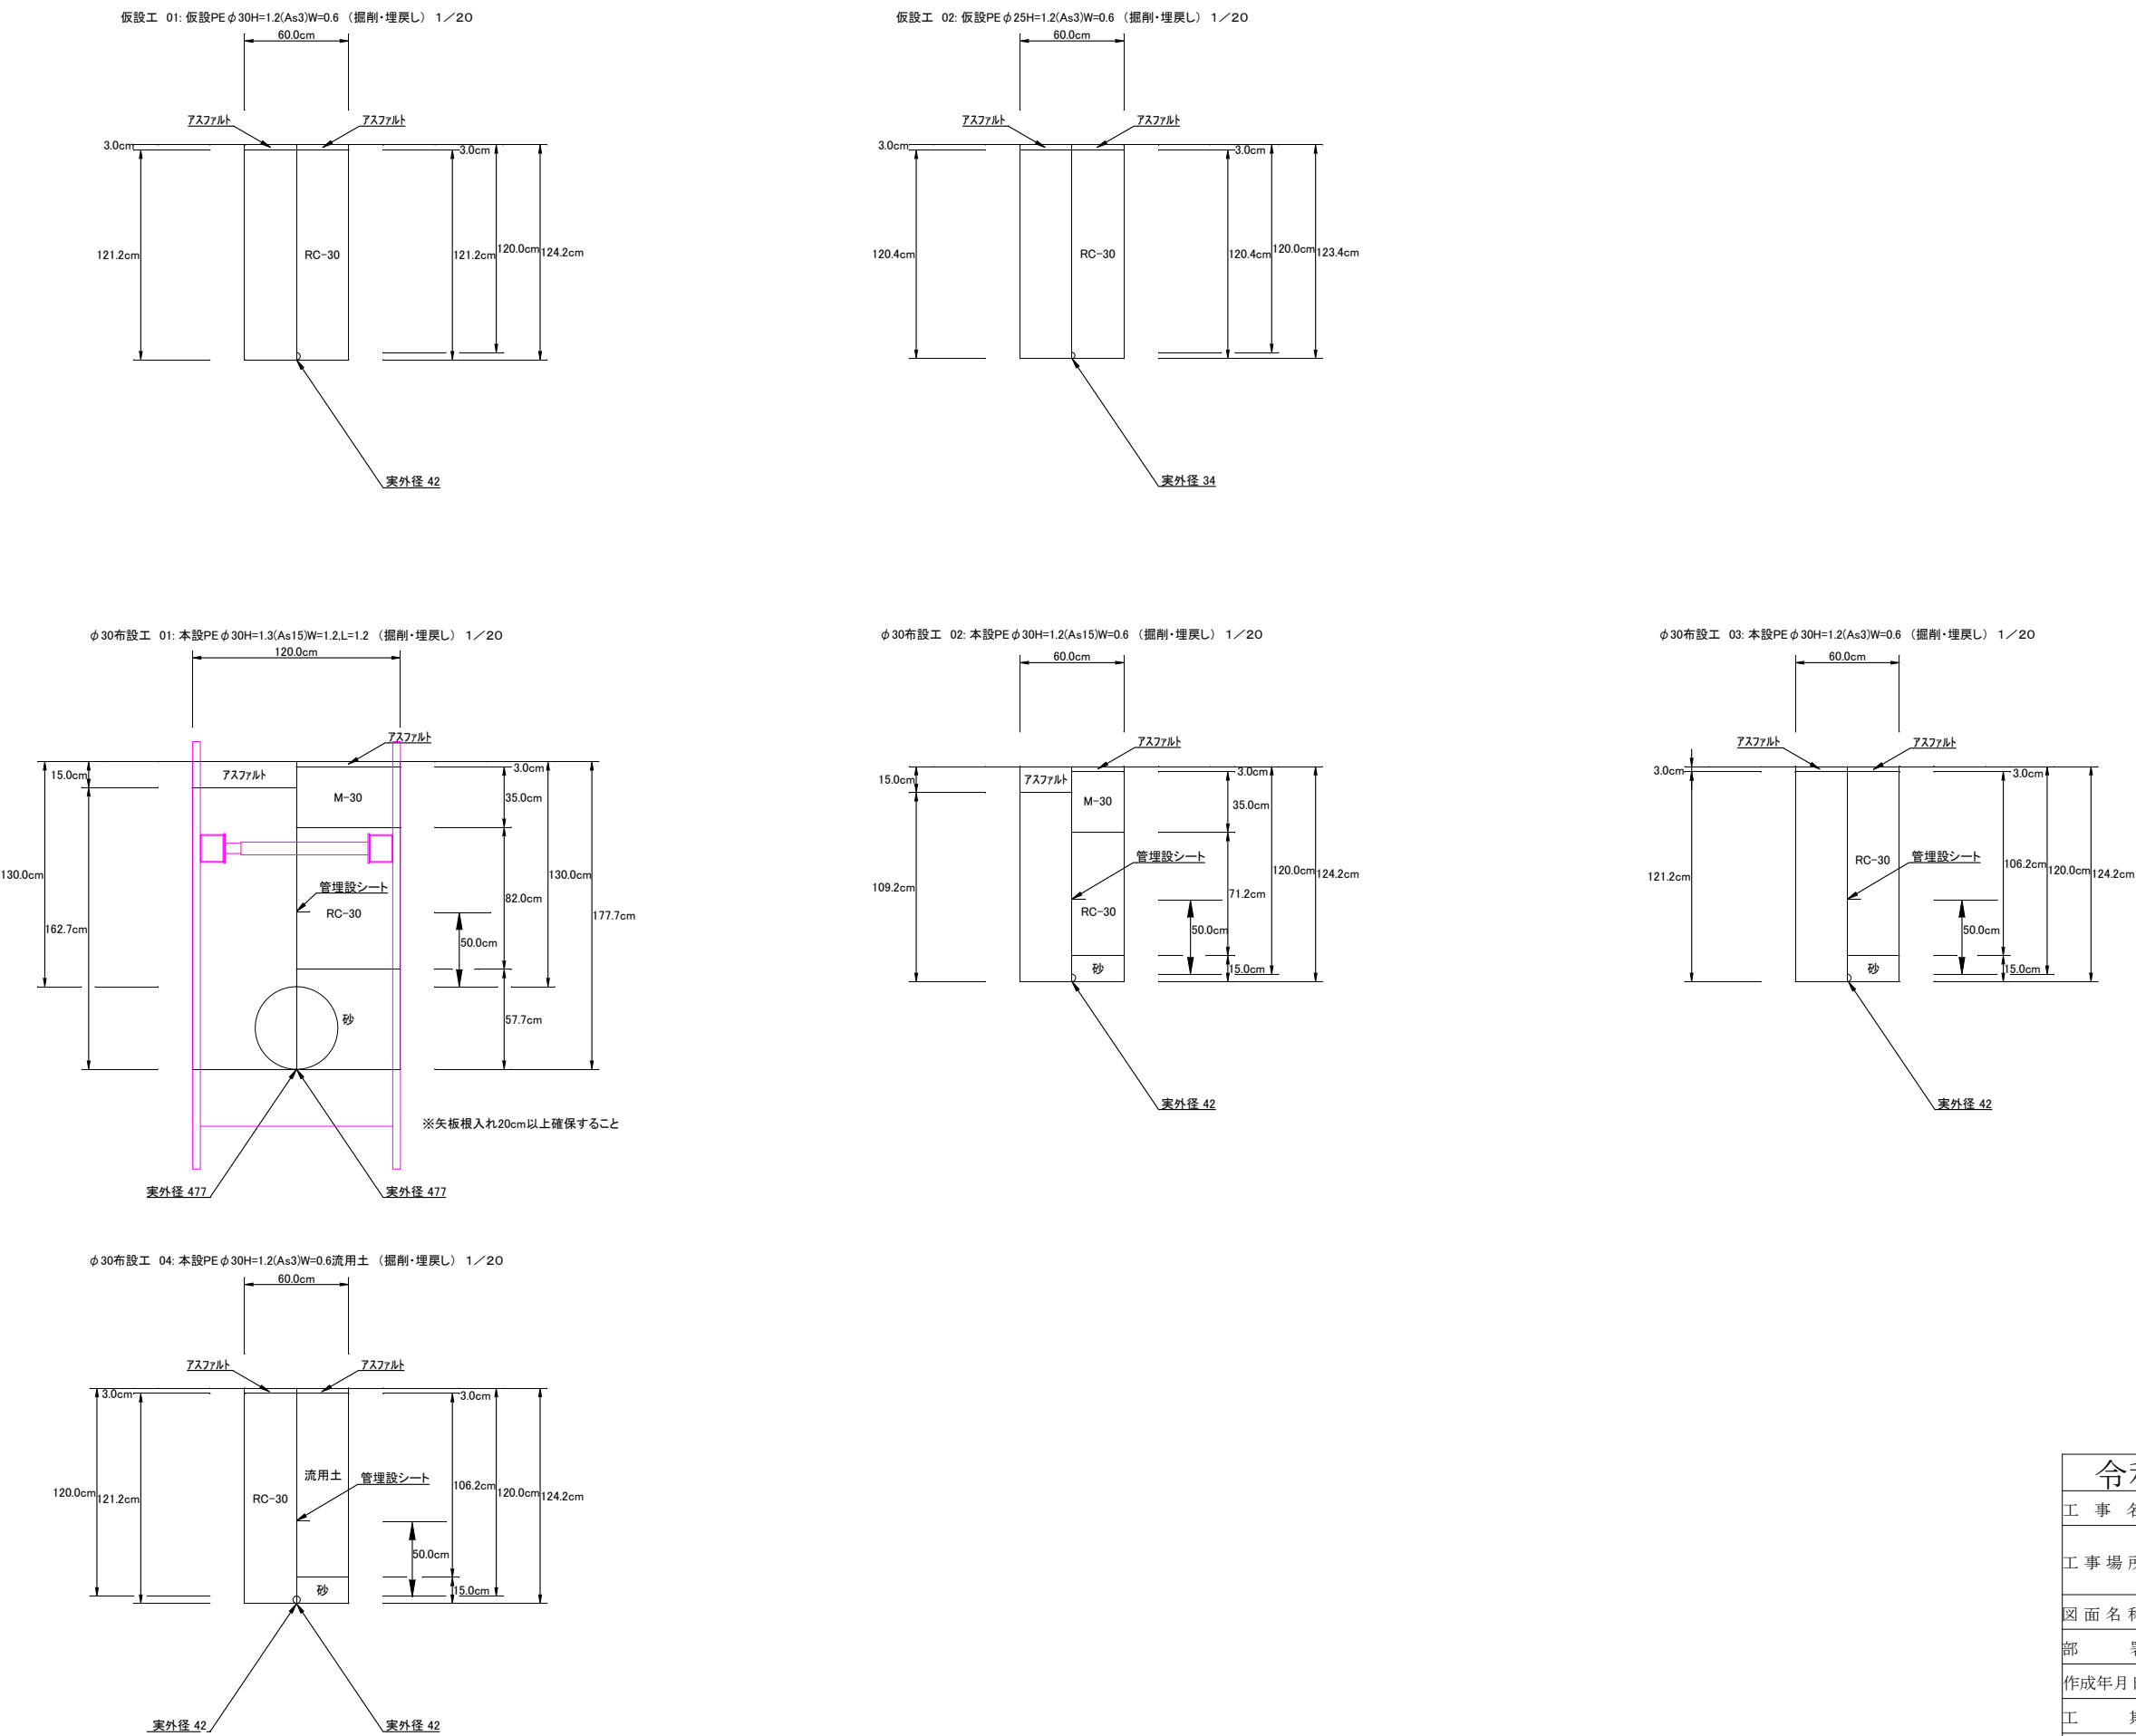 仮設工 01: 仮設PEφ30H=1.2(As3)W=0.6 （掘削・埋戻し） 1／20
60.0cm
アスファルト
アスファルト
3.0cm
3.0cm
121.2cm
RC-30
121.2cm
120.0cm
124.2cm
実外径 42
仮設工 02: 仮設PEφ25H=1.2(As3)W=0.6 （掘削・埋戻し） 1／20
60.0cm
アスファルト
アスファルト
3.0cm
3.0cm
120.4cm
RC-30
120.4cm
120.0cm
123.4cm
実外径 34
φ30布設工 01: 本設PEφ30H=1.3(As15)W=1.2,L=1.2 （掘削・埋戻し） 1／20
120.0cm
アスファルト
15.0cm
アスファルト
3.0cm
M-30
35.0cm
130.0cm
管埋設シート
82.0cm
130.0cm
RC-30
177.7cm
162.7cm
50.0cm
砂
57.7cm
※矢板根入れ20cm以上確保すること
実外径 477
実外径 477
φ30布設工 02: 本設PEφ30H=1.2(As15)W=0.6 （掘削・埋戻し） 1／20
60.0cm
アスファルト
15.0cm
アスファルト
3.0cm
M-30
35.0cm
管埋設シート
120.0cm
124.2cm
109.2cm
71.2cm
RC-30
50.0cm
砂
15.0cm
実外径 42
φ30布設工 03: 本設PEφ30H=1.2(As3)W=0.6 （掘削・埋戻し） 1／20
60.0cm
アスファルト
アスファルト
3.0cm
3.0cm
RC-30
管埋設シート
106.2cm
120.0cm
124.2cm
121.2cm
50.0cm
砂
15.0cm
実外径 42
φ30布設工 04: 本設PEφ30H=1.2(As3)W=0.6流用土 （掘削・埋戻し） 1／20
60.0cm
アスファルト
アスファルト
3.0cm
3.0cm
流用土
管埋設シート
106.2cm
120.0cm
124.2cm
120.0cm
121.2cm
RC-30
50.0cm
砂
15.0cm
実外径 42
実外径 42
令
工 事 名
工 事 場 所
図 面 名 称
部
作成年月日
工